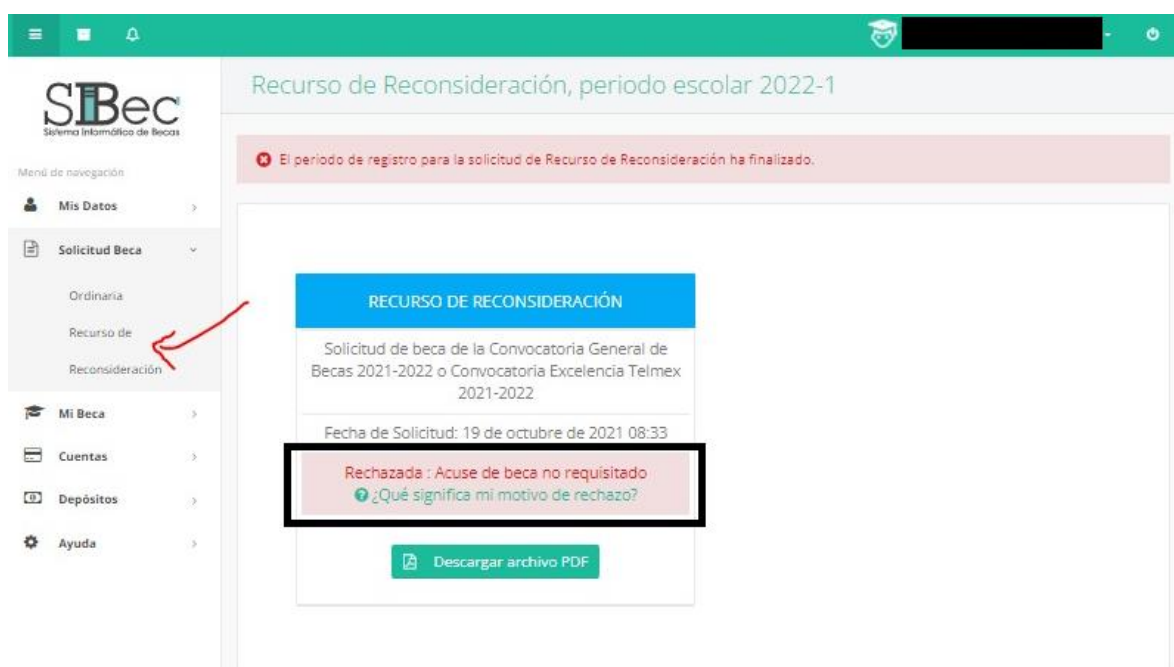 Recurso de Reconsideración, periodo escolar 2022-1
SIBec
Sistema Informático de Becas
El periodo de registro para la solicitud de Recurso de Reconsideración ha finalizado.
Menú de navegación
Mis Datos
Solicitud Beca
Ordinaria
Recurso de
Reconsideración
Mi Beca
Cuentas
Depósitos
Ayuda
RECURSO DE RECONSIDERACIÓN
Solicitud de beca de la Convocatoria General de
Becas 2021-2022 o Convocatoria Excelencia Telmex
2021-2022
Fecha de Solicitud: 19 de octubre de 2021 08:33
Rechazada : Acuse de beca no requisitado
¿Qué significa mi motivo de rechazo?
Descargar archivo PDF